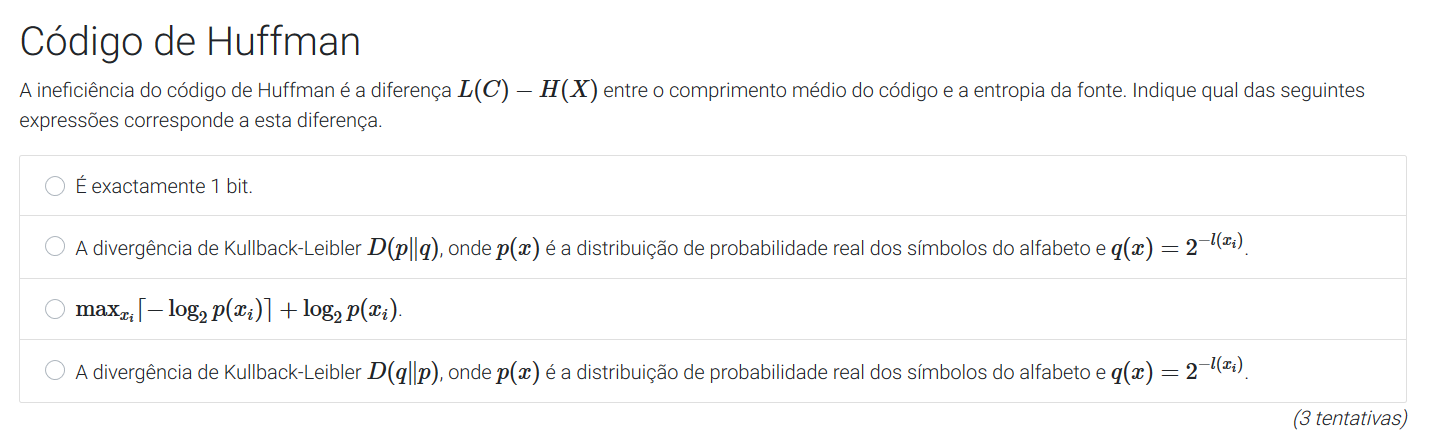 Código de Huffman
A ineficiência do código de Huffman é a diferença $L(C) - H(X)$ entre o comprimento médio do código e a entropia da fonte. Indique qual das seguintes
expressões corresponde a esta diferença.
É exactamente 1 bit.
A divergência de Kullback-Leibler $D(p||q)$, onde $p(x)$ é a distribuição de probabilidade real dos símbolos do alfabeto e $q(x) = 2^{-l(x_i)}$.
$\max_{x_i} \lceil -\log_2 p(x_i) \rceil + \log_2 p(x_i)$.
A divergência de Kullback-Leibler $D(q||p)$, onde $p(x)$ é a distribuição de probabilidade real dos símbolos do alfabeto e $q(x) = 2^{-l(x_i)}$.
(3 tentativas)